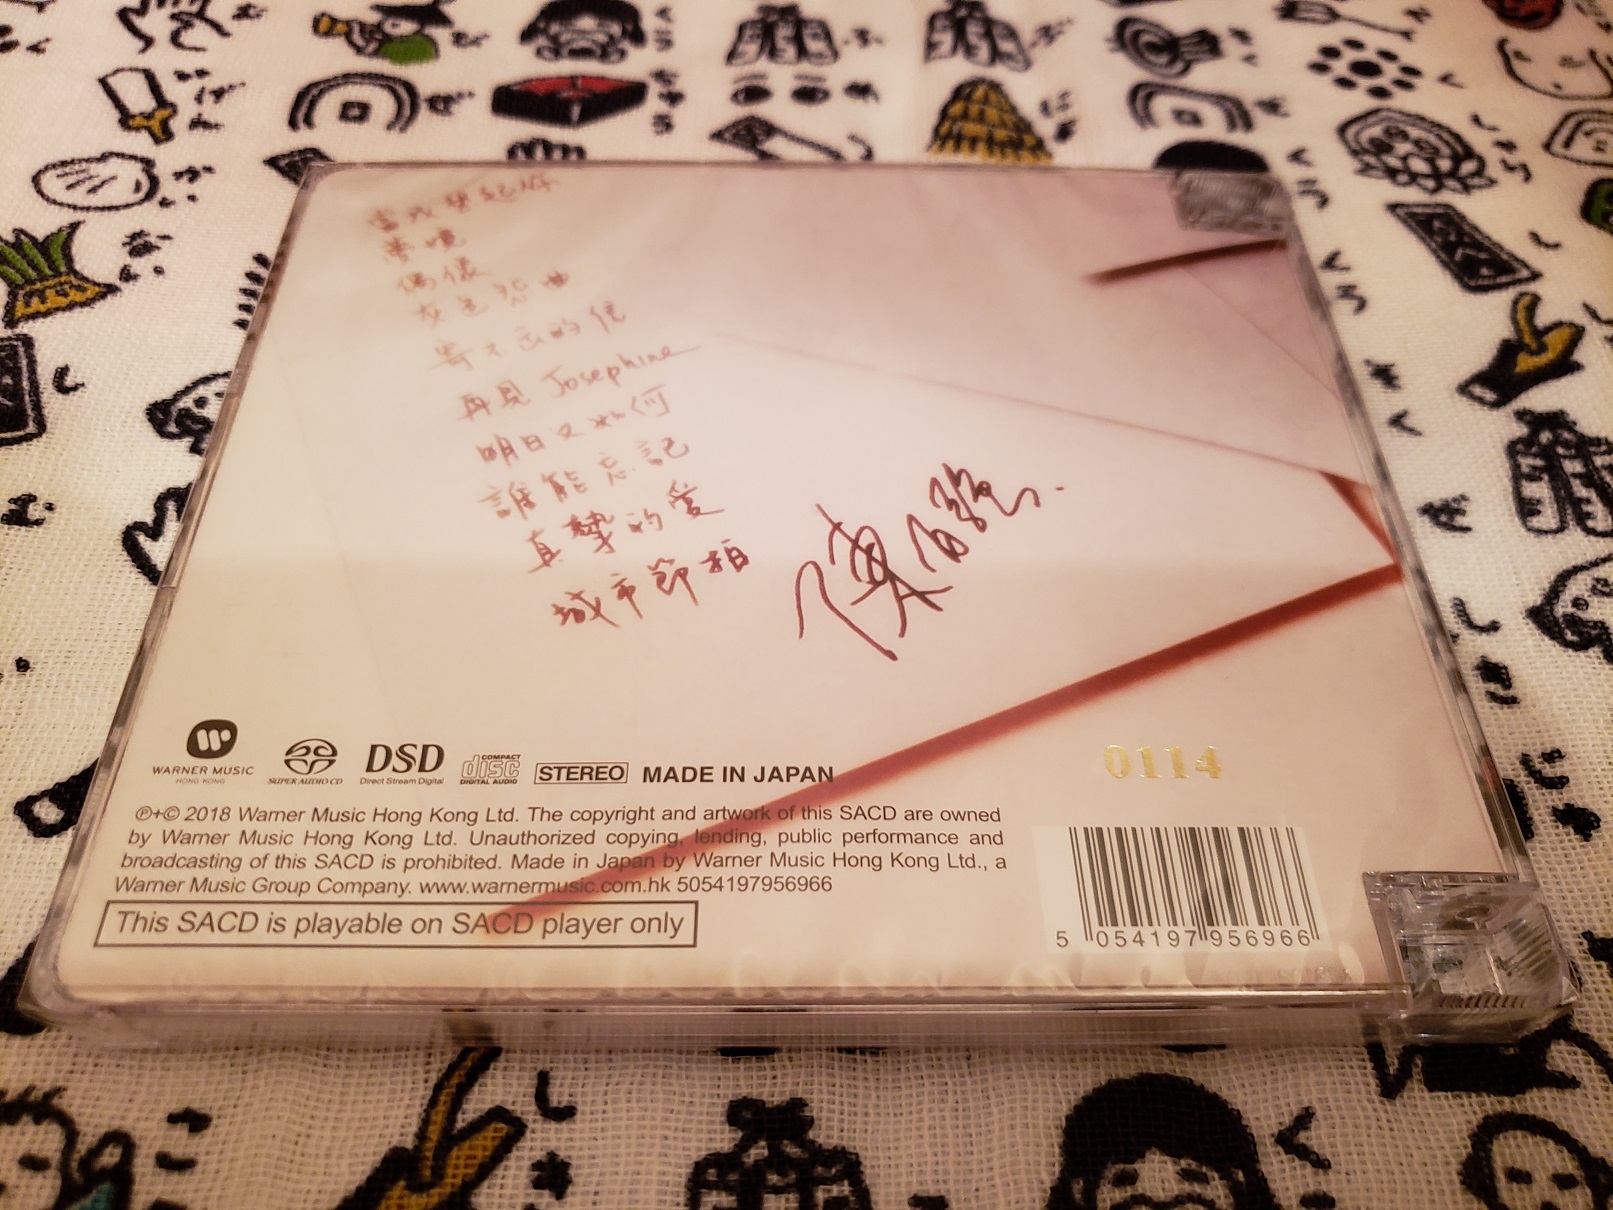 當我想起你
夢境
偶像
灰色怨曲
寄不出的信
再見 Josephine
明日又如何
誰能忘記
真摯的愛
城市節拍
陳百強
WARNER MUSIC
HONG KONG
SUPER AUDIO CD
DSD
Direct Stream Digital
COMPACT
disc
DIGITAL AUDIO
STEREO
MADE IN JAPAN
0114
℗+© 2018 Warner Music Hong Kong Ltd. The copyright and artwork of this SACD are owned
by Warner Music Hong Kong Ltd. Unauthorized copying, lending, public performance and
broadcasting of this SACD is prohibited. Made in Japan by Warner Music Hong Kong Ltd., a
Warner Music Group Company. www.warnermusic.com.hk 5054197956966
This SACD is playable on SACD player only
5 054197 956966